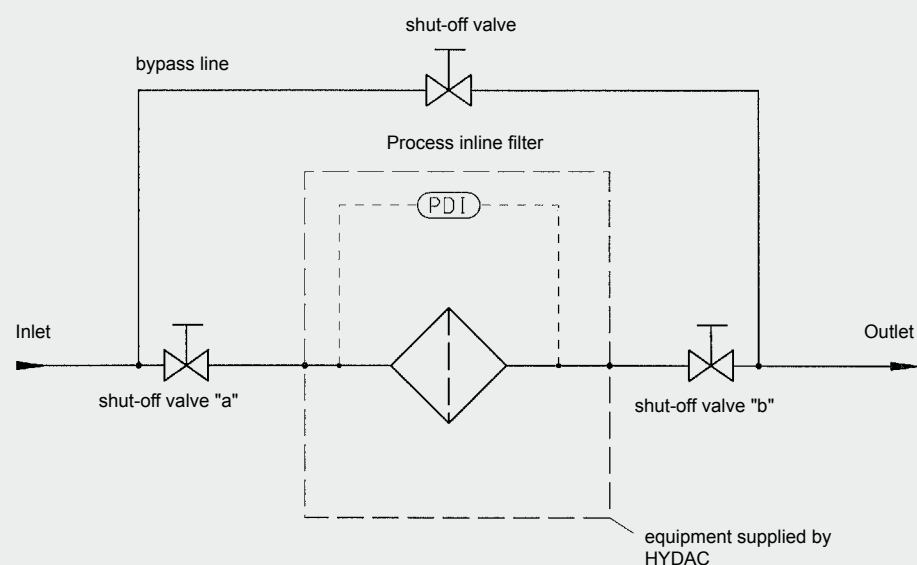 shut-off valve
bypass line
Process inline filter
PDI
Inlet
Outlet
shut-off valve "a"
shut-off valve "b"
equipment supplied by
HYDAC